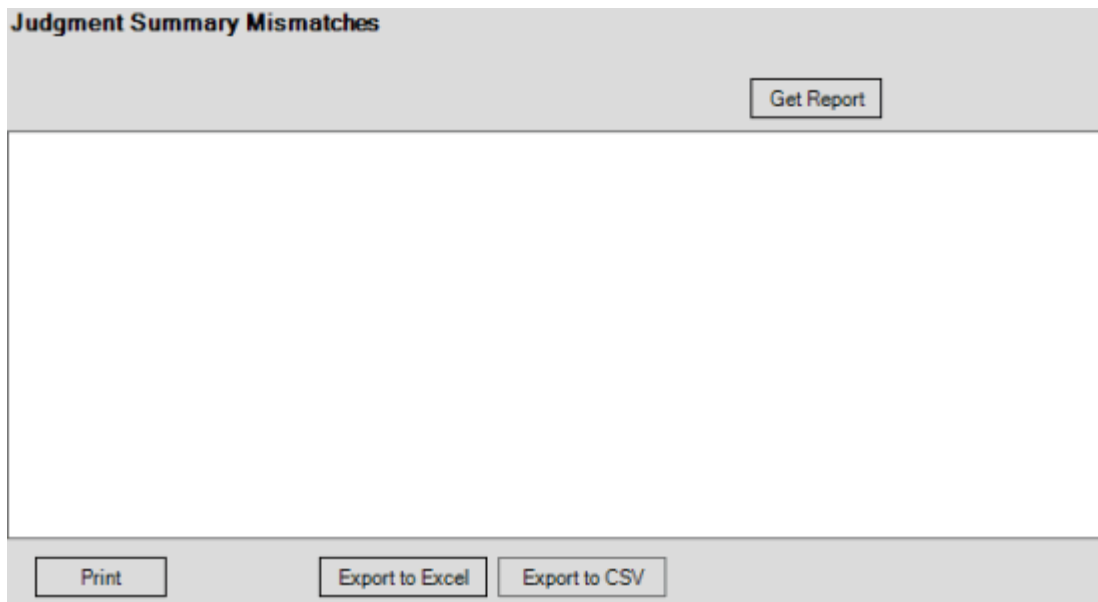 Judgment Summary Mismatches
Get Report
Print Export to Excel Export to CSV